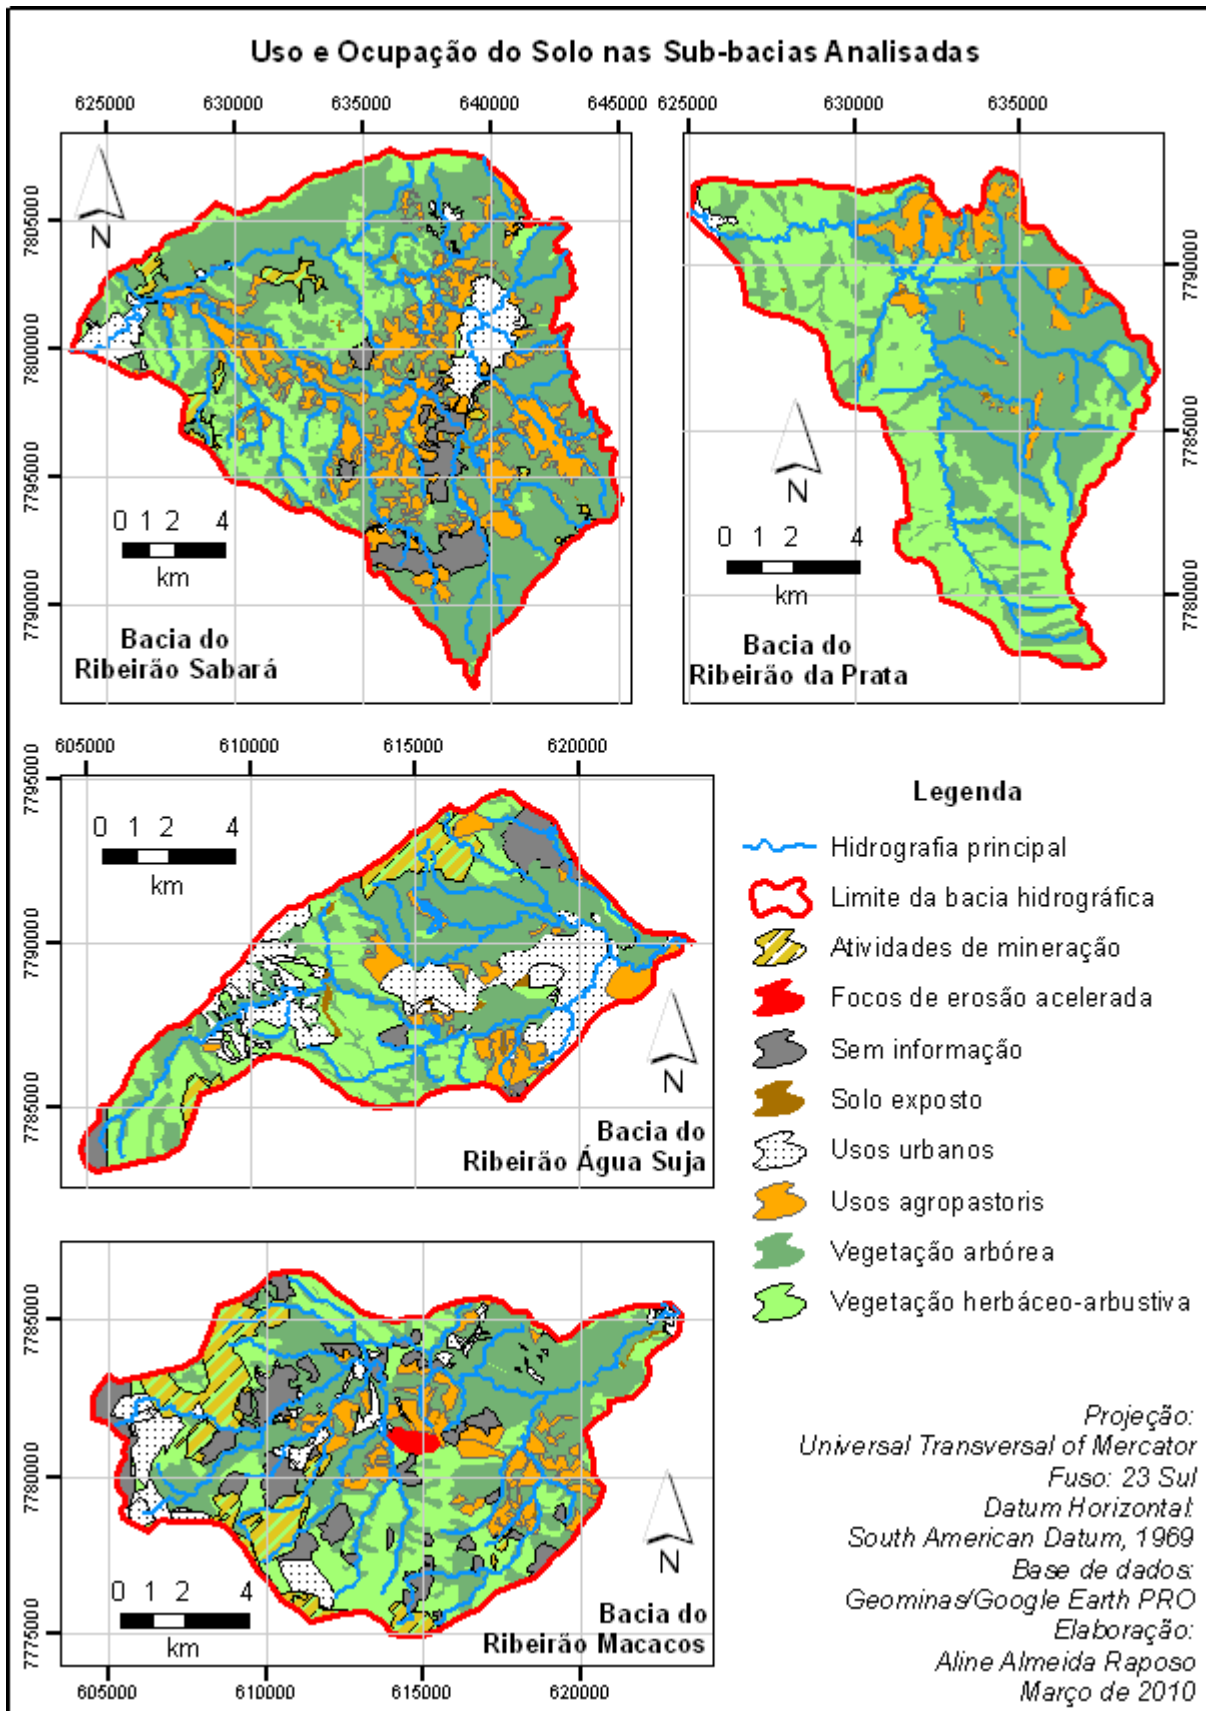 Uso e Ocupação do Solo nas Sub-bacias Analisadas
625000 630000 635000 640000 645000
7805000
7800000
7795000
7790000
N
0 1 2 4
km
Bacia do
Ribeirão Sabará
625000 630000 635000
7790000
7785000
7780000
N
0 1 2 4
km
Bacia do
Ribeirão da Prata
605000 610000 615000 620000
7795000
7790000
7785000
0 1 2 4
km
N
Bacia do
Ribeirão Água Suja
Legenda
Hidrografia principal
Limite da bacia hidrográfica
Atividades de mineração
Focos de erosão acelerada
Sem informação
Solo exposto
Usos urbanos
Usos agropastoris
Vegetação arbórea
Vegetação herbáceo-arbustiva
7785000
7780000
7775000
N
0 1 2 4
km
Bacia do
Ribeirão Macacos
605000 610000 615000 620000
Projeção:
Universal Transversal of Mercator
Fuso: 23 Sul
Datum Horizontal:
South American Datum, 1969
Base de dados:
Geominas/Google Earth PRO
Elaboração:
Aline Almeida Raposo
Março de 2010